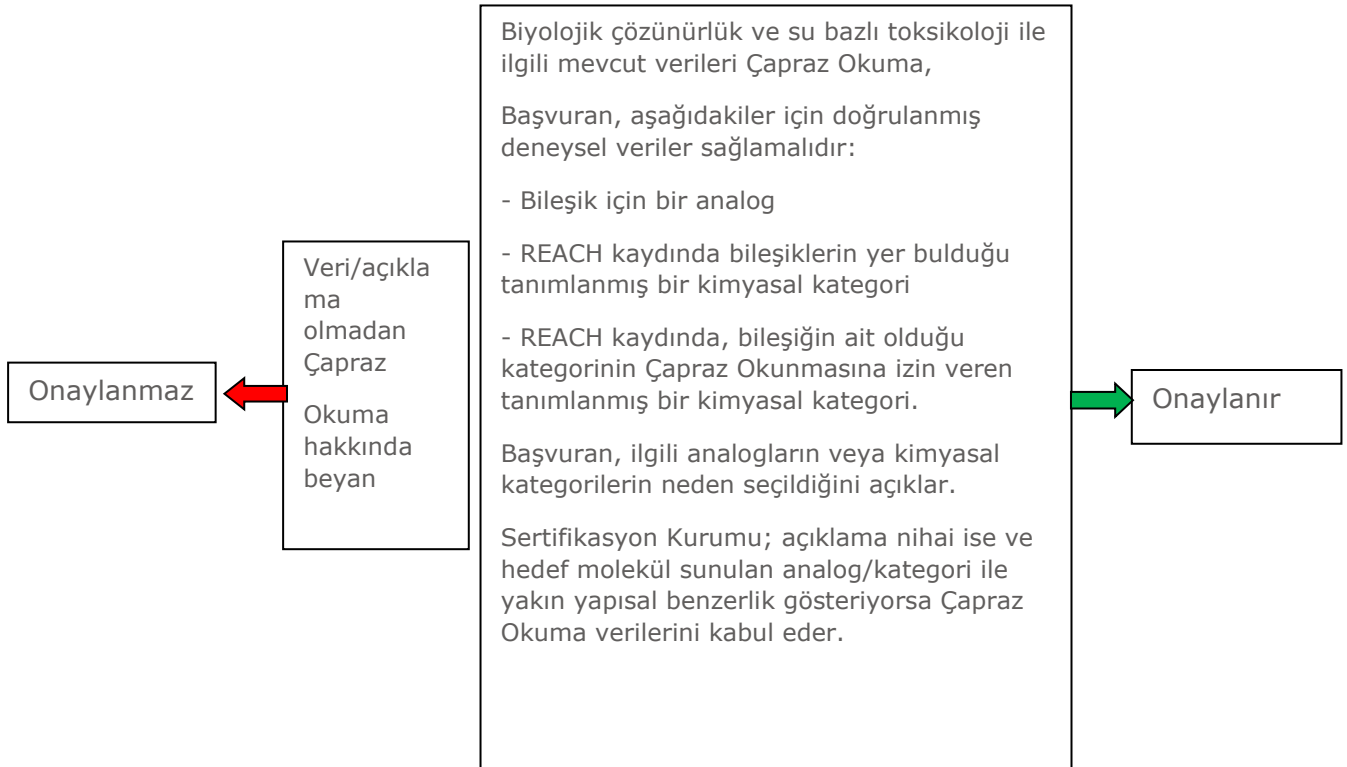 Onaylanmaz
Veri/açıkla
ma
olmadan
Çapraz
Okuma
hakkında
beyan
Biyolojik çözünürlük ve su bazlı toksikoloji ile
ilgili mevcut verileri Çapraz Okuma,
Başvuran, aşağıdakiler için doğrulanmış
deneysel veriler sağlamalıdır:
- Bileşik için bir analog
- REACH kaydında bileşiklerin yer bulduğu
tanımlanmış bir kimyasal kategori
- REACH kaydında, bileşiğin ait olduğu
kategorinin Çapraz Okunmasına izin veren
tanımlanmış bir kimyasal kategori.
Başvuran, ilgili analogların veya kimyasal
kategorilerin neden seçildiğini açıklar.
Sertifikasyon Kurumu; açıklama nihai ise ve
hedef molekül sunulan analog/kategori ile
yakın yapısal benzerlik gösteriyorsa Çapraz
Okuma verilerini kabul eder.
Onaylanır